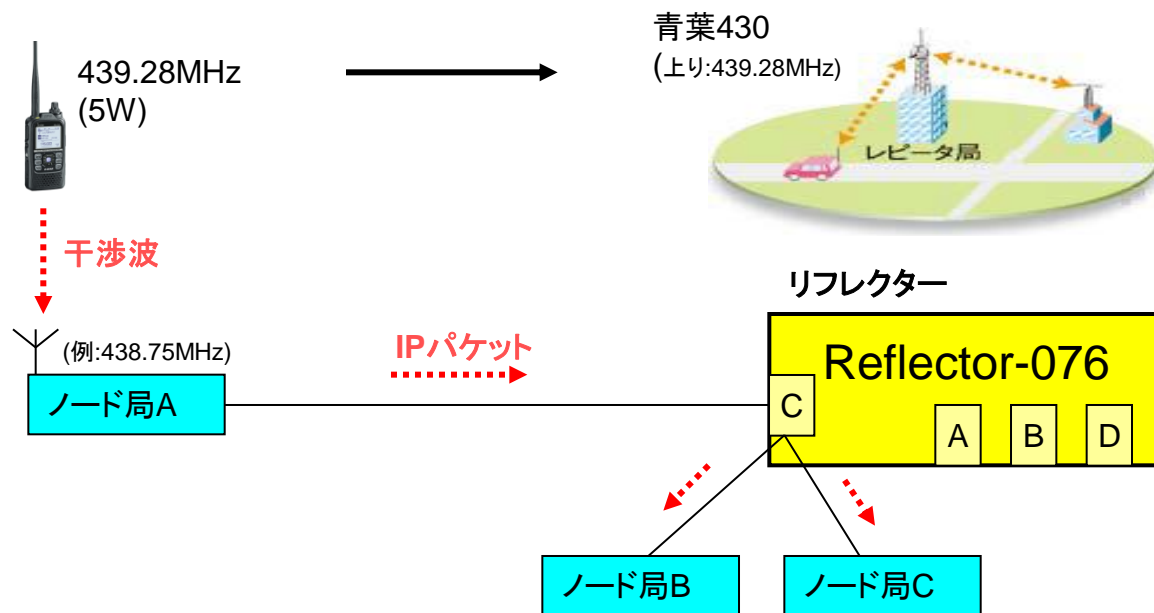 439.28MHz
(5W)
青葉430
(上り:439.28MHz)
レピータ局
干渉波
リフレクター
(例:438.75MHz)
IPパケット
Reflector-076
ノード局A
C
A
B
D
ノード局B
ノード局C